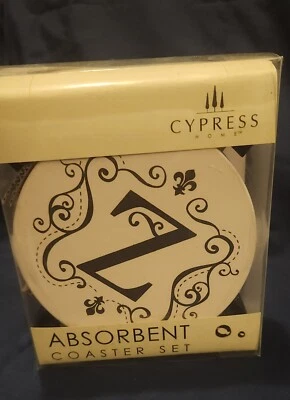 CYPRESS
HOME
Z
ABSORBENT
COASTER SET